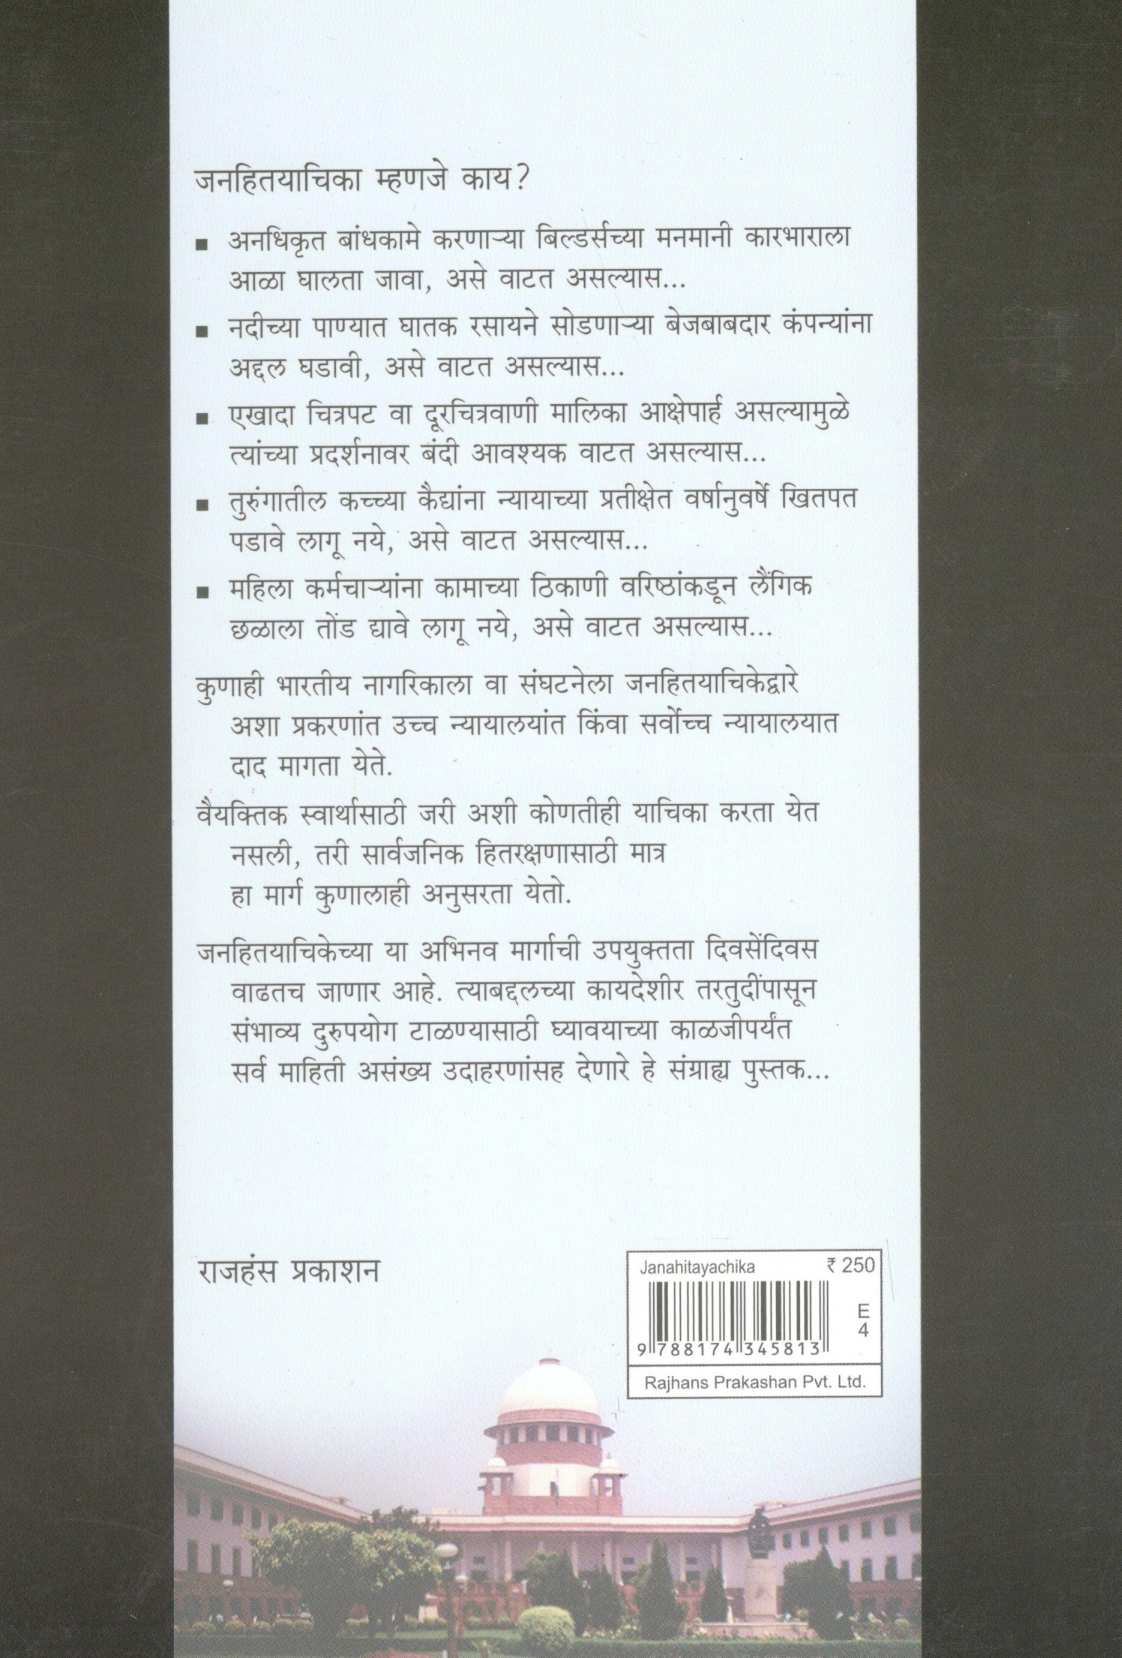 जनहितयाचिका म्हणजे काय?
▪ अनधिकृत बांधकामे करणाऱ्या बिल्डर्सच्या मनमानी कारभाराला
आळा घालता जावा, असे वाटत असल्यास...
▪ नदीच्या पाण्यात घातक रसायने सोडणाऱ्या बेजबाबदार कंपन्यांना
अद्दल घडावी, असे वाटत असल्यास...
▪ एखादा चित्रपट वा दूरचित्रवाणी मालिका आक्षेपार्ह असल्यामुळे
त्यांच्या प्रदर्शनावर बंदी आवश्यक वाटत असल्यास...
▪ तुरुंगातील कच्च्या कैद्यांना न्यायाच्या प्रतीक्षेत वर्षानुवर्षे खितपत
पडावे लागू नये, असे वाटत असल्यास...
▪ महिला कर्मचाऱ्यांना कामाच्या ठिकाणी वरिष्ठांकडून लैंगिक
छळाला तोंड द्यावे लागू नये, असे वाटत असल्यास...
कुणाही भारतीय नागरिकाला वा संघटनेला जनहितयाचिकेद्वारे
अशा प्रकरणांत उच्च न्यायालयांत किंवा सर्वोच्च न्यायालयात
दाद मागता येते.
वैयक्तिक स्वार्थासाठी जरी अशी कोणतीही याचिका करता येत
नसली, तरी सार्वजनिक हितरक्षणासाठी मात्र
हा मार्ग कुणालाही अनुसरता येतो.
जनहितयाचिकेच्या या अभिनव मार्गाची उपयुक्तता दिवसेंदिवस
वाढतच जाणार आहे. त्याबद्दलच्या कायदेशीर तरतुदींपासून
संभाव्य दुरुपयोग टाळण्यासाठी घ्यावयाच्या काळजीपर्यंत
सर्व माहिती असंख्य उदाहरणांसह देणारे हे संग्राह्य पुस्तक...
राजहंस प्रकाशन
Janahitayachika ₹ 250
E
4
9 788174 345813
Rajhans Prakashan Pvt. Ltd.